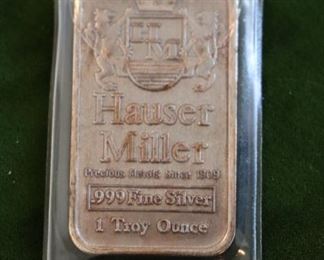 HM
Hauser
Miller
Precious Metals Since 1909
.999 Fine Silver
1 Troy Ounce